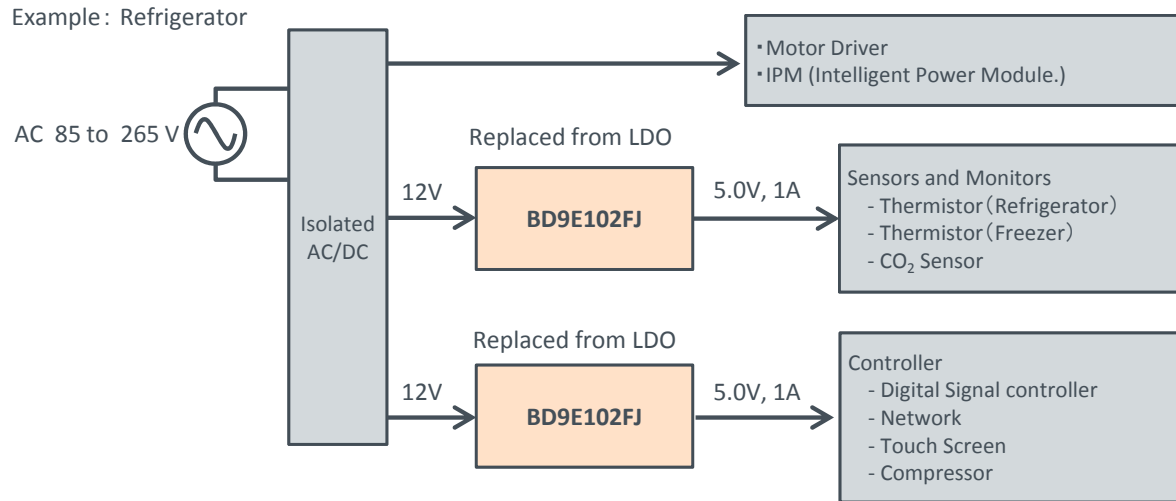 Example： Refrigerator
・Motor Driver
・IPM (Intelligent Power Module.)
AC 85 to 265 V
Isolated
AC/DC
Replaced from LDO
12V
BD9E102FJ
5.0V, 1A
Sensors and Monitors
- Thermistor（Refrigerator）
- Thermistor（Freezer）
- CO₂ Sensor
Replaced from LDO
12V
BD9E102FJ
5.0V, 1A
Controller
- Digital Signal controller
- Network
- Touch Screen
- Compressor